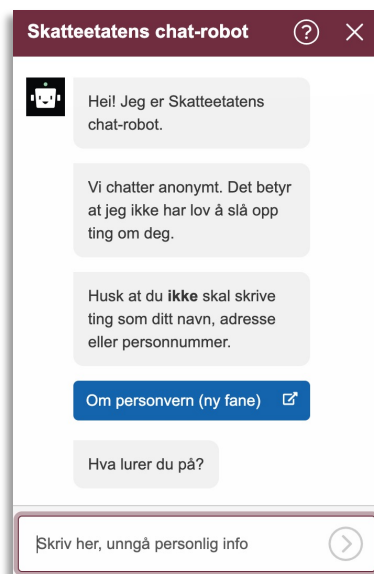 Skatteetatens chat-robot ?
Hei! Jeg er Skatteetatens
chat-robot.
Vi chatter anonymt. Det betyr
at jeg ikke har lov å slå opp
ting om deg.
Husk at du ikke skal skrive
ting som ditt navn, adresse
eller personnummer.
Om personvern (ny fane)
Hva lurer du på?
Skriv her, unngå personlig info